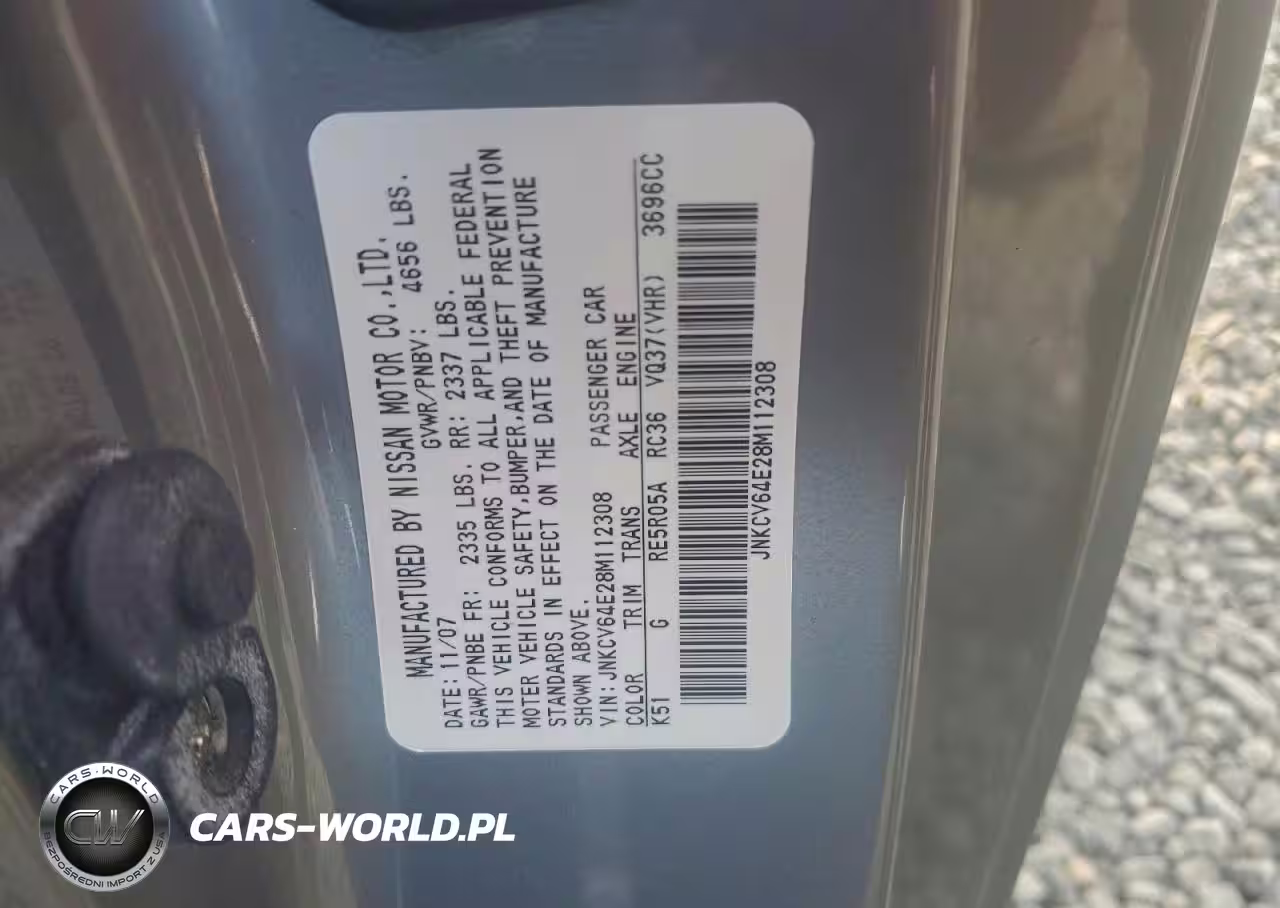 MANUFACTURED BY NISSAN MOTOR CO.,LTD.
DATE:11/07 GVWR/PNBV: 4656 LBS.
GAWR/PNBE FR: 2335 LBS. RR: 2337 LBS.
THIS VEHICLE CONFORMS TO ALL APPLICABLE FEDERAL
MOTOR VEHICLE SAFETY,BUMPER,AND THEFT PREVENTION
STANDARDS IN EFFECT ON THE DATE OF MANUFACTURE
SHOWN ABOVE.
VIN:JNKCV64E28M112308 PASSENGER CAR
COLOR TRIM TRANS AXLE ENGINE
K51 G RE5R05A RC36 VQ37(VHR) 3696CC
JNKCV64E28M112308
CARS-WORLD
CW
BEZPOŚREDNI IMPORT Z USA
CARS-WORLD.PL